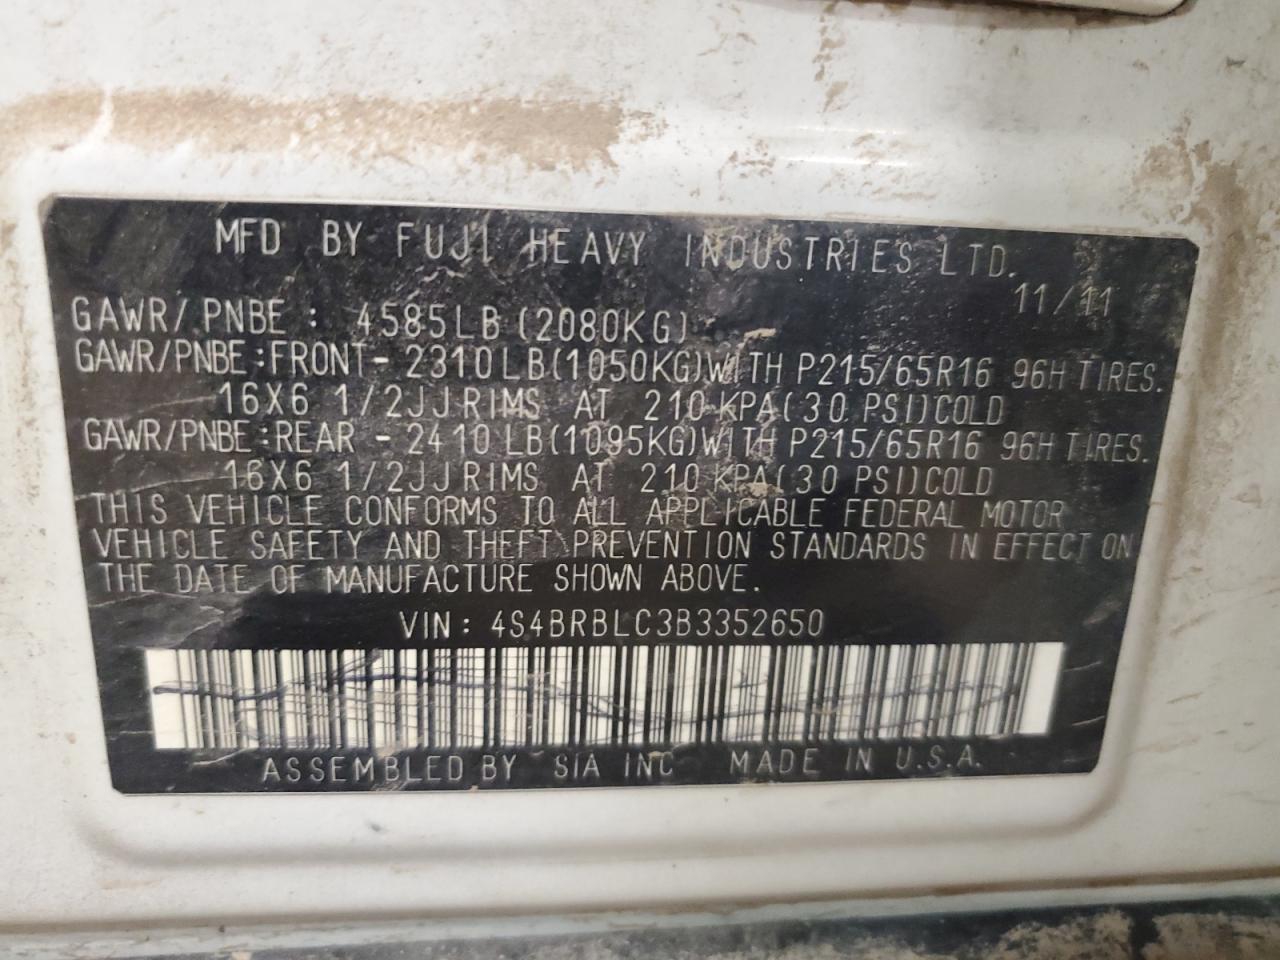 MFD BY FUJI HEAVY INDUSTRIES LTD.
11/11
GAWR/PNBE : 4585LB (2080KG)
GAWR/PNBE:FRONT- 2310LB(1050KG)WITH P215/65R16 96H TIRES.
16X6 1/2JJRIMS AT 210 KPA(30 PSI)COLD
GAWR/PNBE:REAR - 2410LB(1095KG)WITH P215/65R16 96H TIRES.
16X6 1/2JJRIMS AT 210 KPA(30 PSI)COLD
THIS VEHICLE CONFORMS TO ALL APPLICABLE FEDERAL MOTOR
VEHICLE SAFETY AND THEFT PREVENTION STANDARDS IN EFFECT ON
THE DATE OF MANUFACTURE SHOWN ABOVE.
VIN: 4S4BRBLC3B3352650
ASSEMBLED BY SIA INC MADE IN U.S.A.